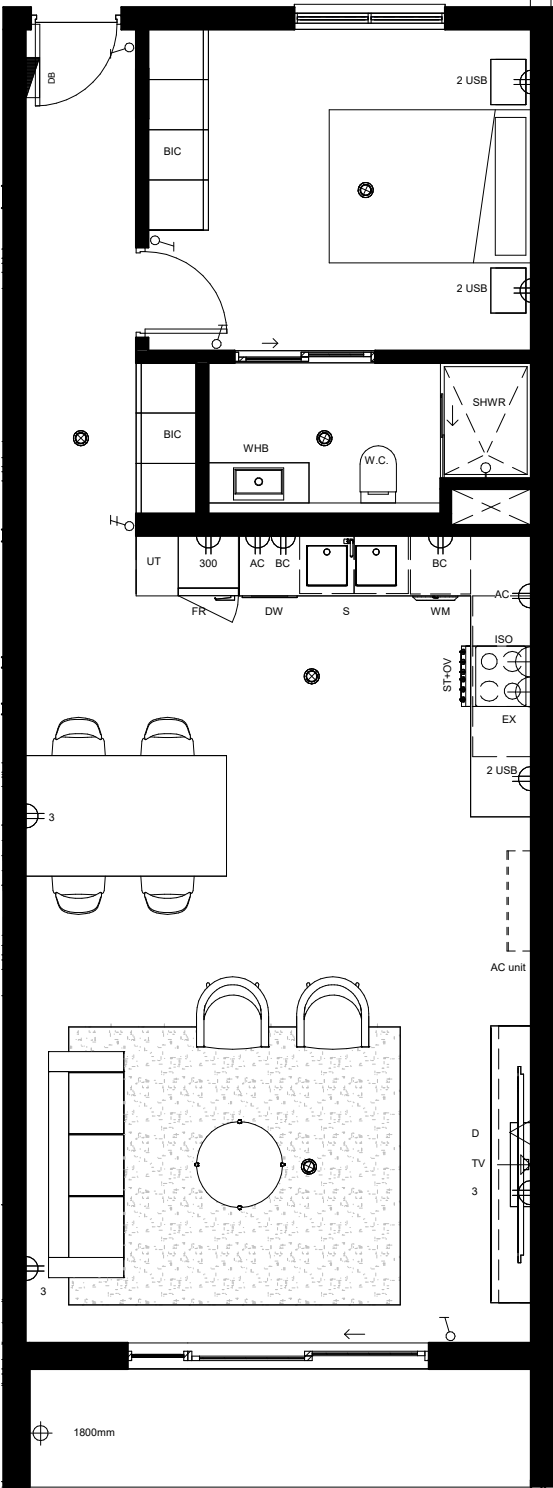 DB
2 USB
BIC
2 USB
SHWR
BIC
WHB
W.C.
UT
300
AC
BC
BC
FR
DW
S
WM
AC
ISO
ST+OV
EX
2 USB
3
AC unit
D
TV
3
3
1800mm